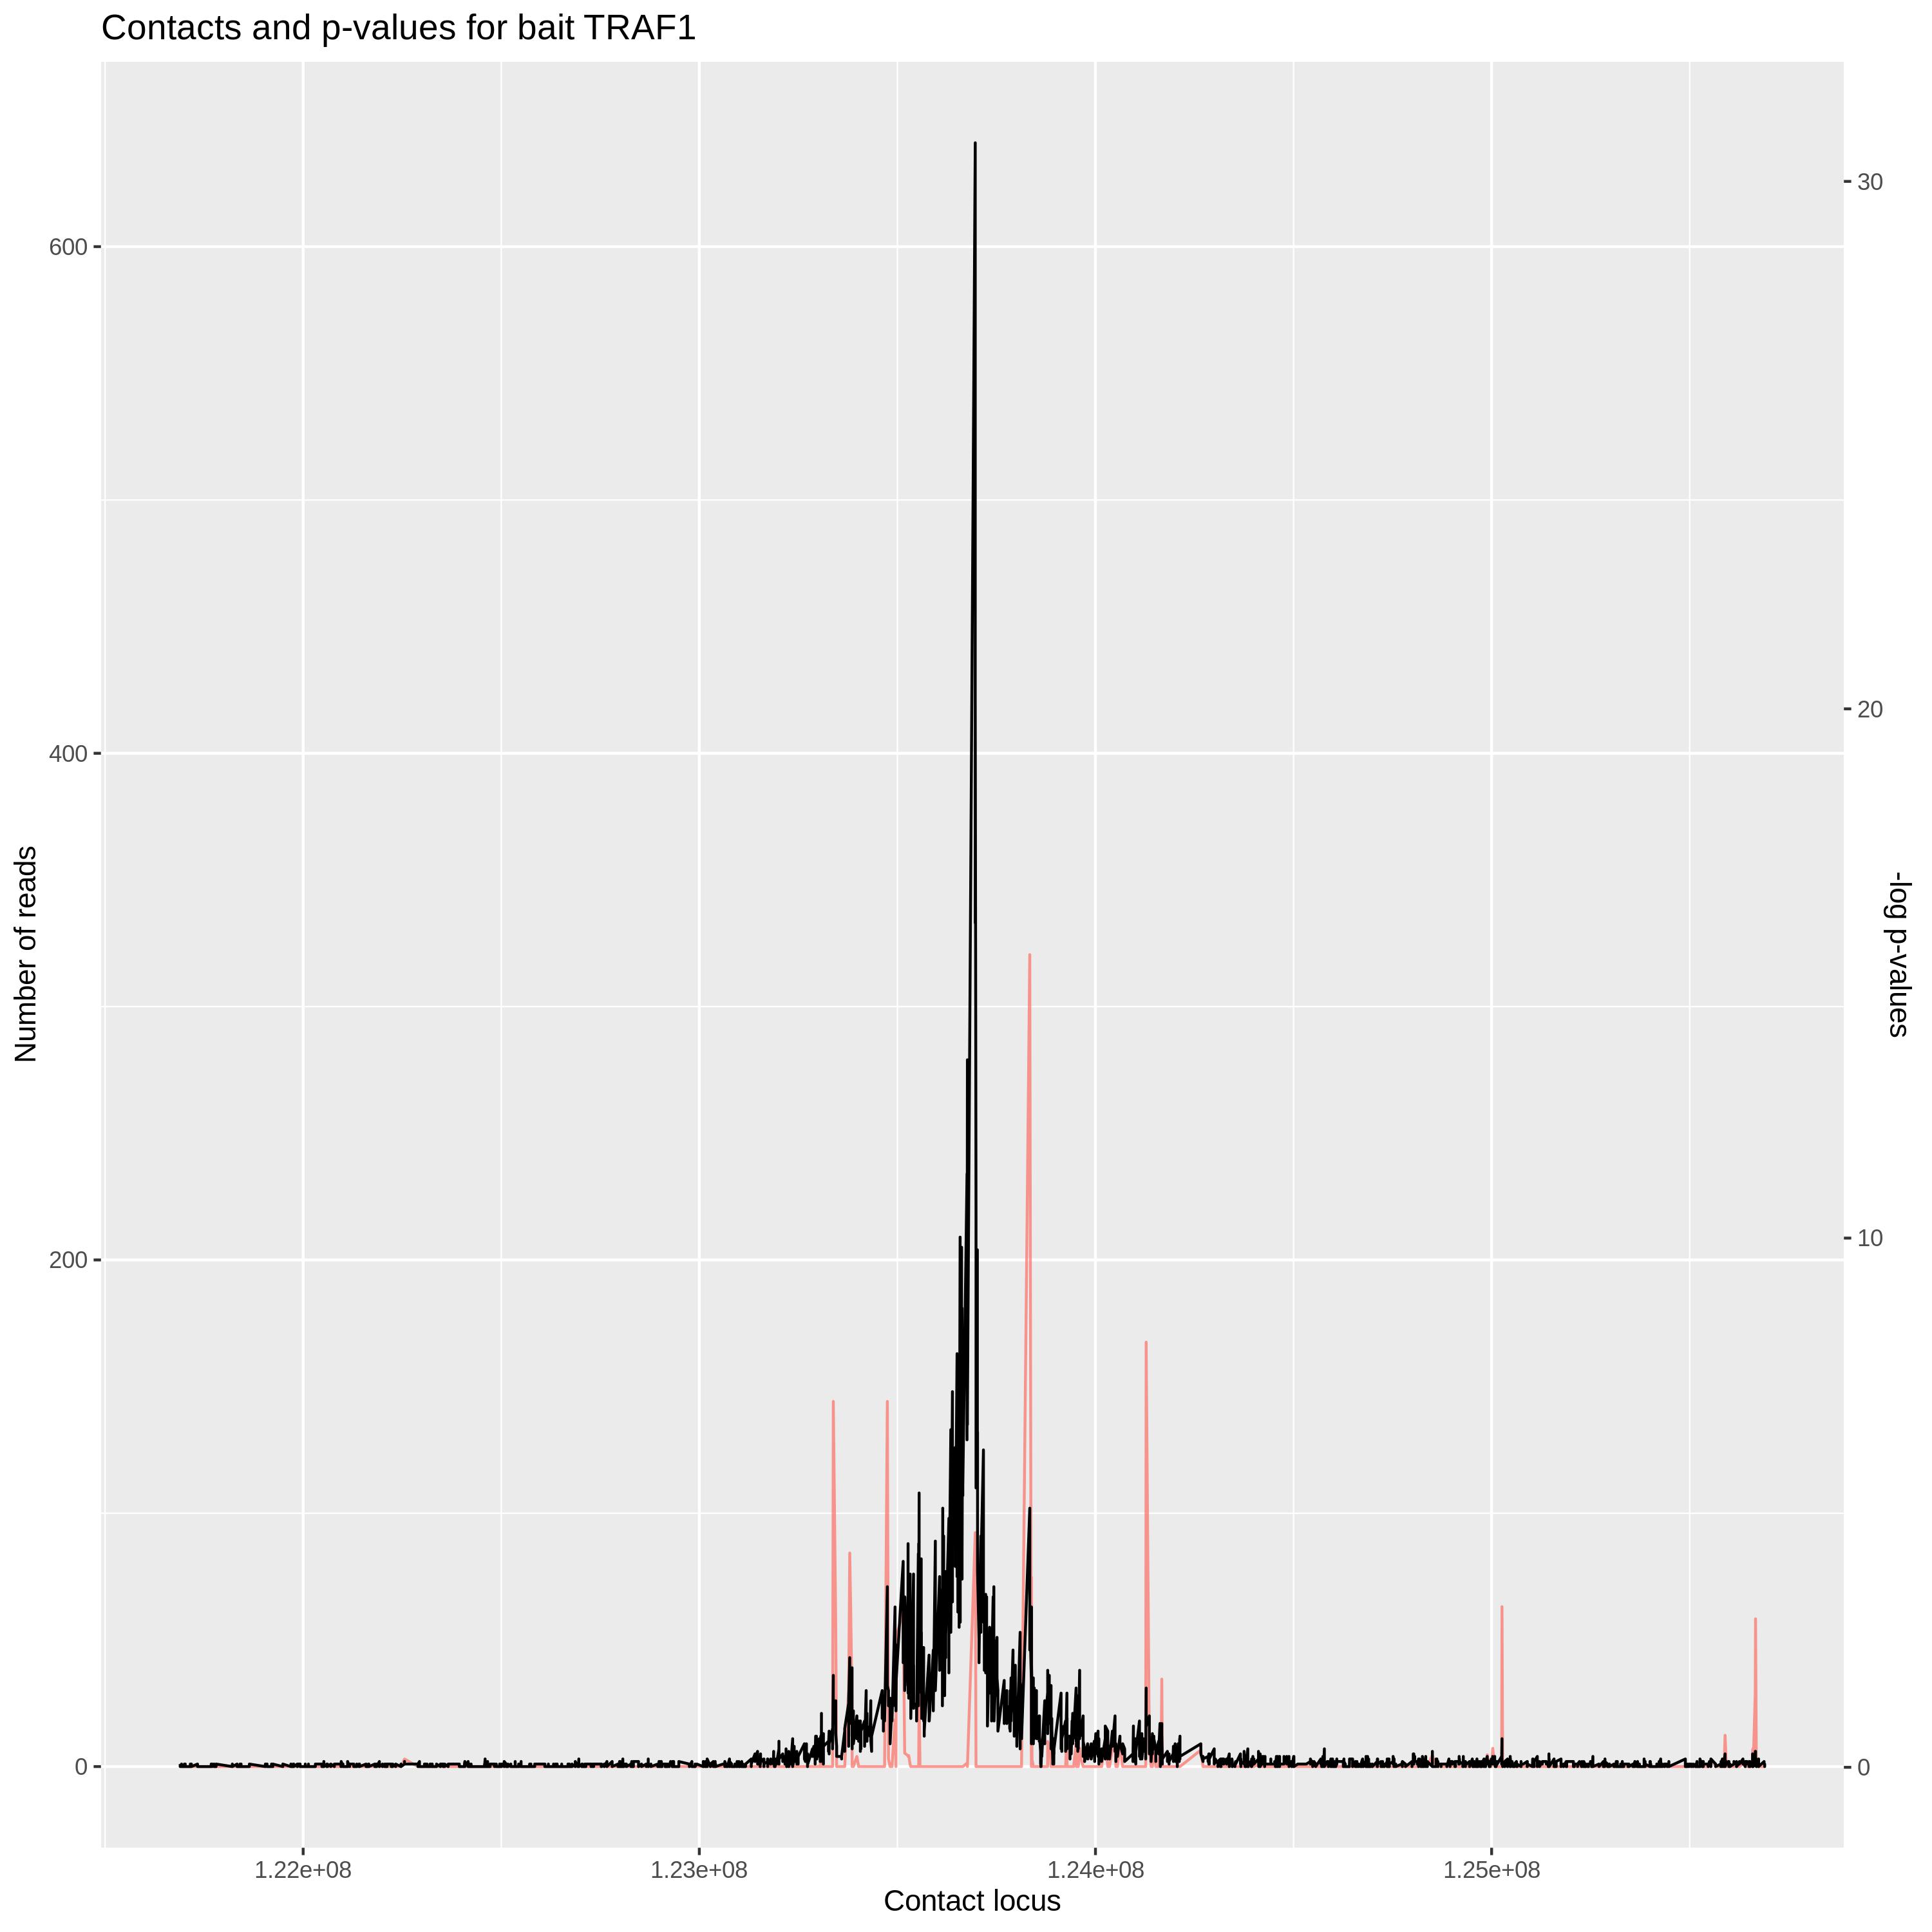 Contacts and p-values for bait TRAF1
Number of reads
600
400
200
0
30
20
10
0
-log p-values
1.22e+08 1.23e+08 1.24e+08 1.25e+08
Contact locus